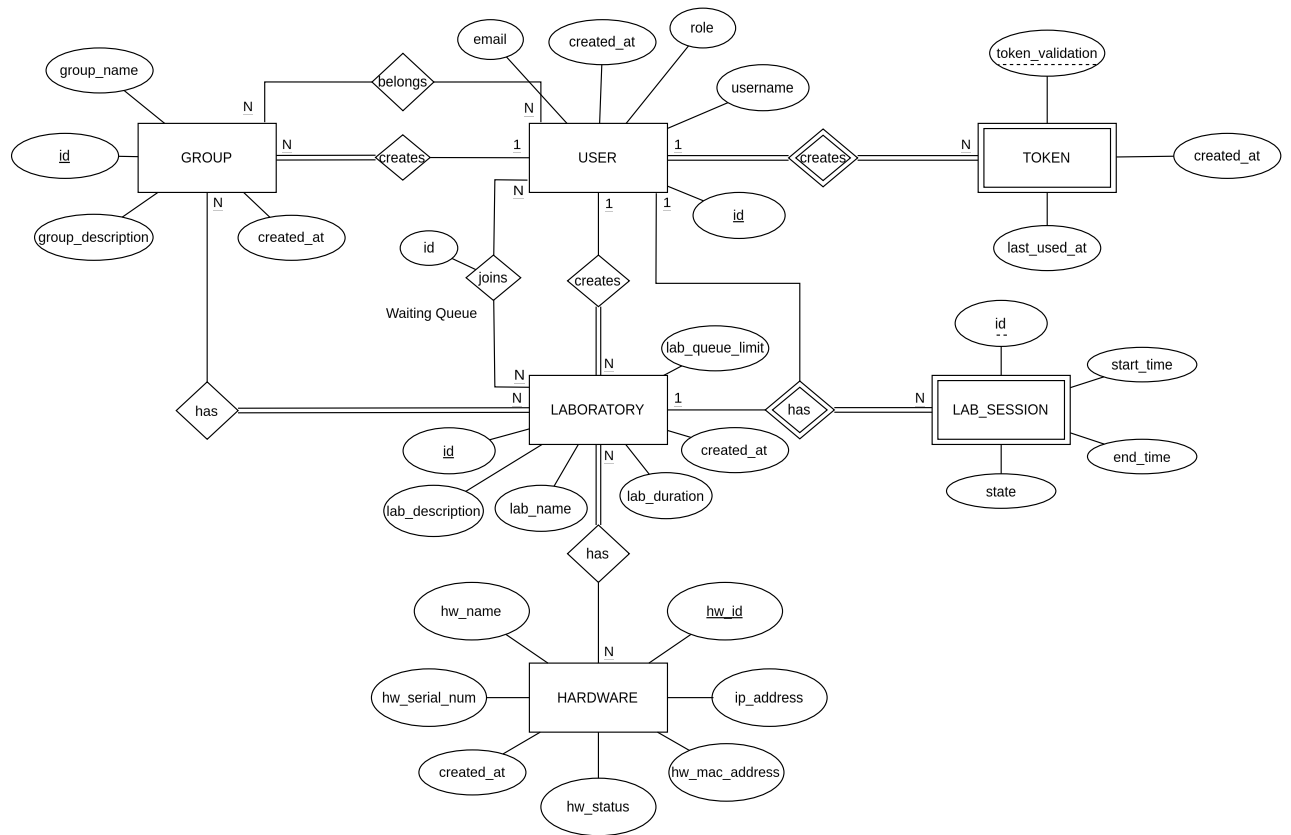 email
created_at
role
group_name
belongs
username
token_validation
N
N
id
GROUP
N
creates
1
USER
1
creates
N
TOKEN
created_at
group_description
N
created_at
N
1
1
id
last_used_at
id
joins
creates
Waiting Queue
id
lab_queue_limit
N
N
start_time
has
N
LABORATORY
1
has
N
LAB_SESSION
id
N
created_at
end_time
lab_description
lab_name
lab_duration
state
has
hw_name
hw_id
N
hw_serial_num
HARDWARE
ip_address
created_at
hw_status
hw_mac_address